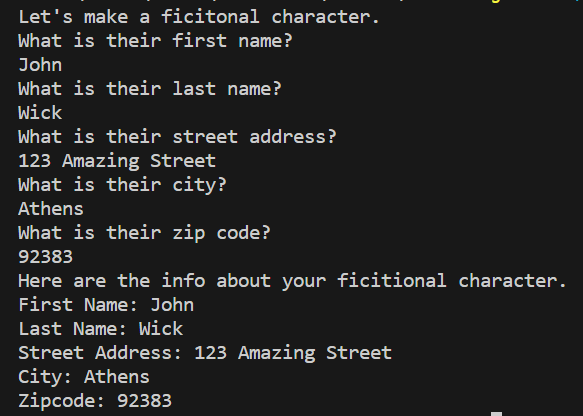 Let's make a ficitonal character.
What is their first name?
John
What is their last name?
Wick
What is their street address?
123 Amazing Street
What is their city?
Athens
What is their zip code?
92383
Here are the info about your ficitional character.
First Name: John
Last Name: Wick
Street Address: 123 Amazing Street
City: Athens
Zipcode: 92383